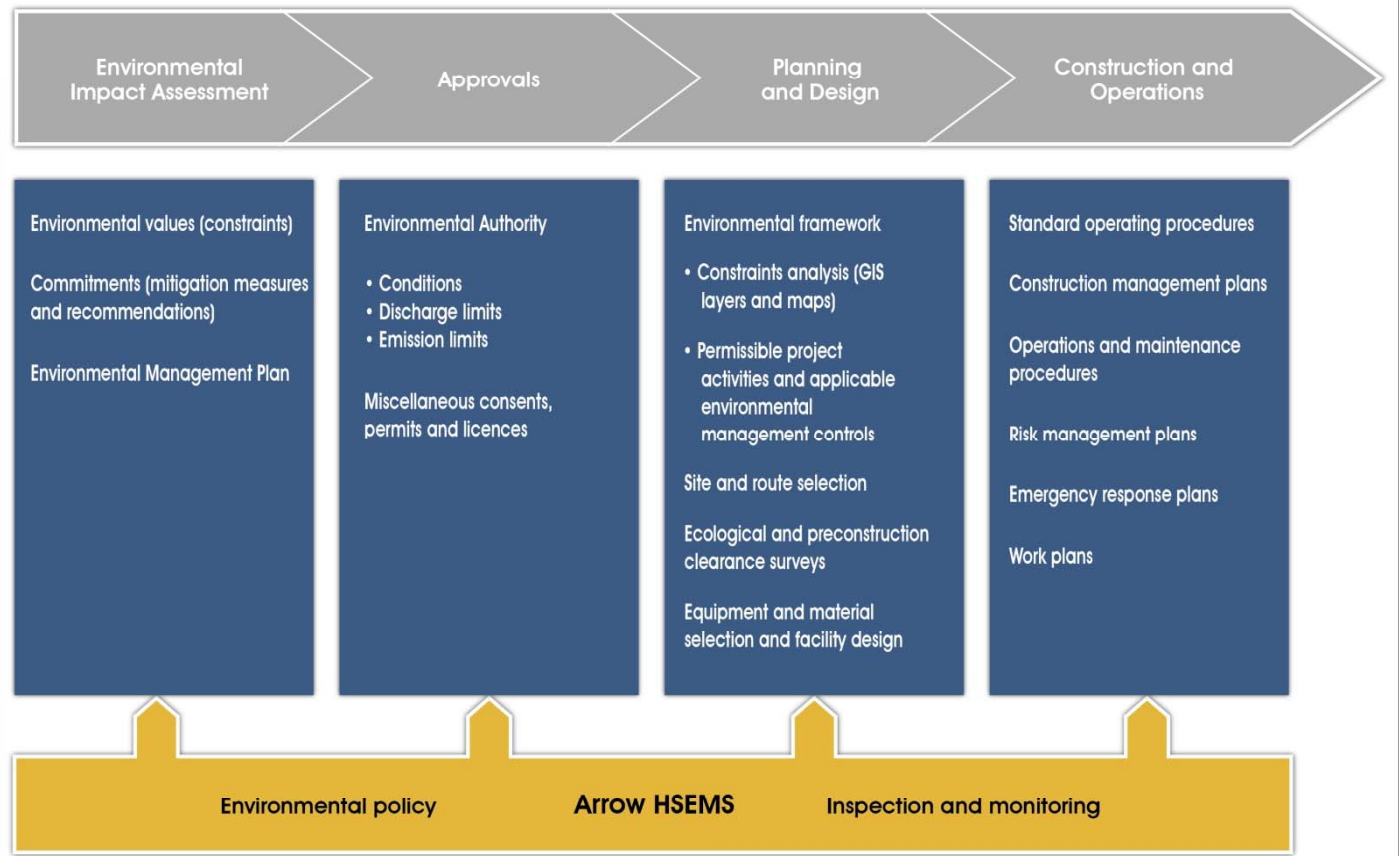 Environmental
Impact Assessment
Approvals
Planning
and Design
Construction and
Operations
Environmental values (constraints)
Commitments (mitigation measures
and recommendations)
Environmental Management Plan
Environmental Authority
• Conditions
• Discharge limits
• Emission limits
Miscellaneous consents,
permits and licences
Environmental framework
• Constraints analysis (GIS
layers and maps)
• Permissible project
activities and applicable
environmental
management controls
Site and route selection
Ecological and preconstruction
clearance surveys
Equipment and material
selection and facility design
Standard operating procedures
Construction management plans
Operations and maintenance
procedures
Risk management plans
Emergency response plans
Work plans
Environmental policy
Arrow HSEMS
Inspection and monitoring